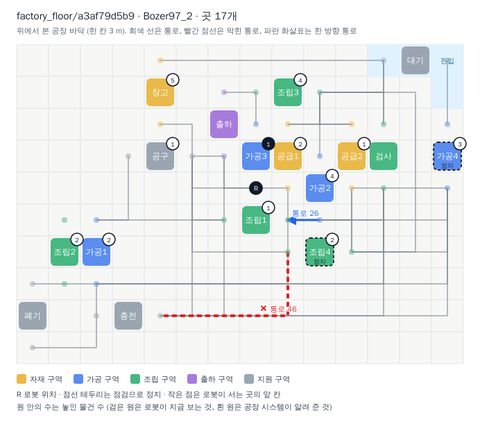 factory_floor/a3af79d5b9 · Bozer97_2 · 곳 17개
위에서 본 공장 바닥 (한 칸 3 m). 회색 선은 통로, 빨간 점선은 막힌 통로, 파란 화살표는 한 방향 통로
대기
진입
5
창고
4
조립3
출하
1
공구
1
가공3
2
공급1
2
공급2
검사
3
가공4
정지
4
가공2
R
1
조립1
통로 26
2
조립2
2
가공1
2
조립4
정지
폐기
충전
✕ 통로 46
자재 구역
가공 구역
조립 구역
출하 구역
지원 구역
R 로봇 위치 · 점선 테두리는 점검으로 정지 · 작은 점은 로봇이 서는 곳의 앞 칸
원 안의 수는 놓인 물건 수 (검은 원은 로봇이 지금 보는 것, 흰 원은 공장 시스템이 알려 준 것)